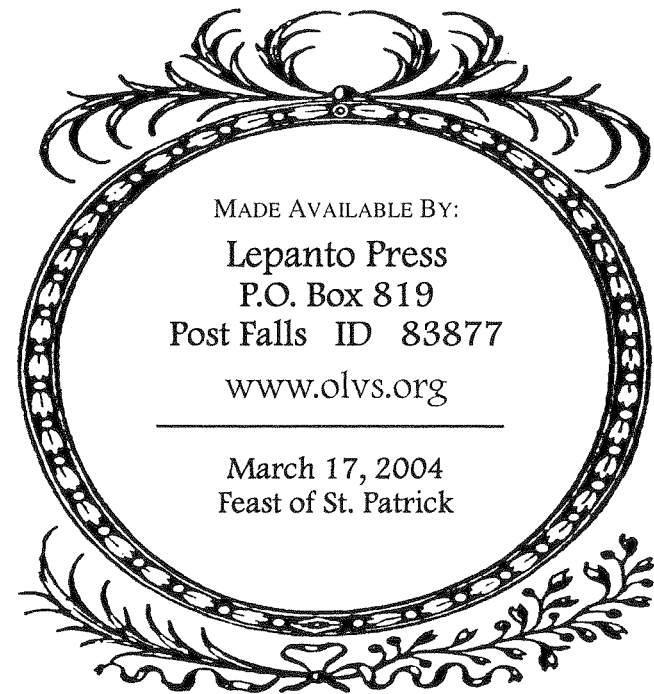 MADE AVAILABLE BY:
Lepanto Press
P.O. Box 819
Post Falls ID 83877
www.olvs.org
March 17, 2004
Feast of St. Patrick